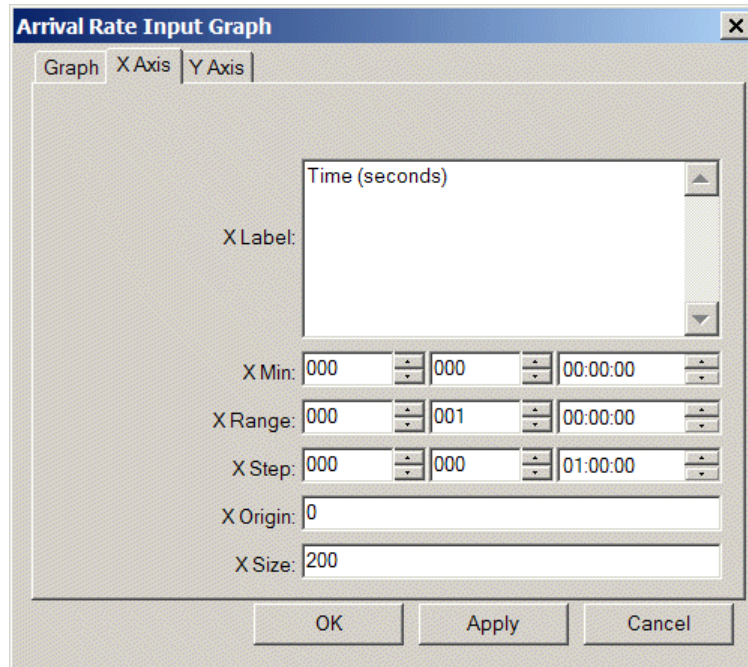 Arrival Rate Input Graph
Graph X Axis Y Axis
X Label: Time (seconds)
X Min: 000 000 00:00:00
X Range: 000 001 00:00:00
X Step: 000 000 01:00:00
X Origin: 0
X Size: 200
OK Apply Cancel